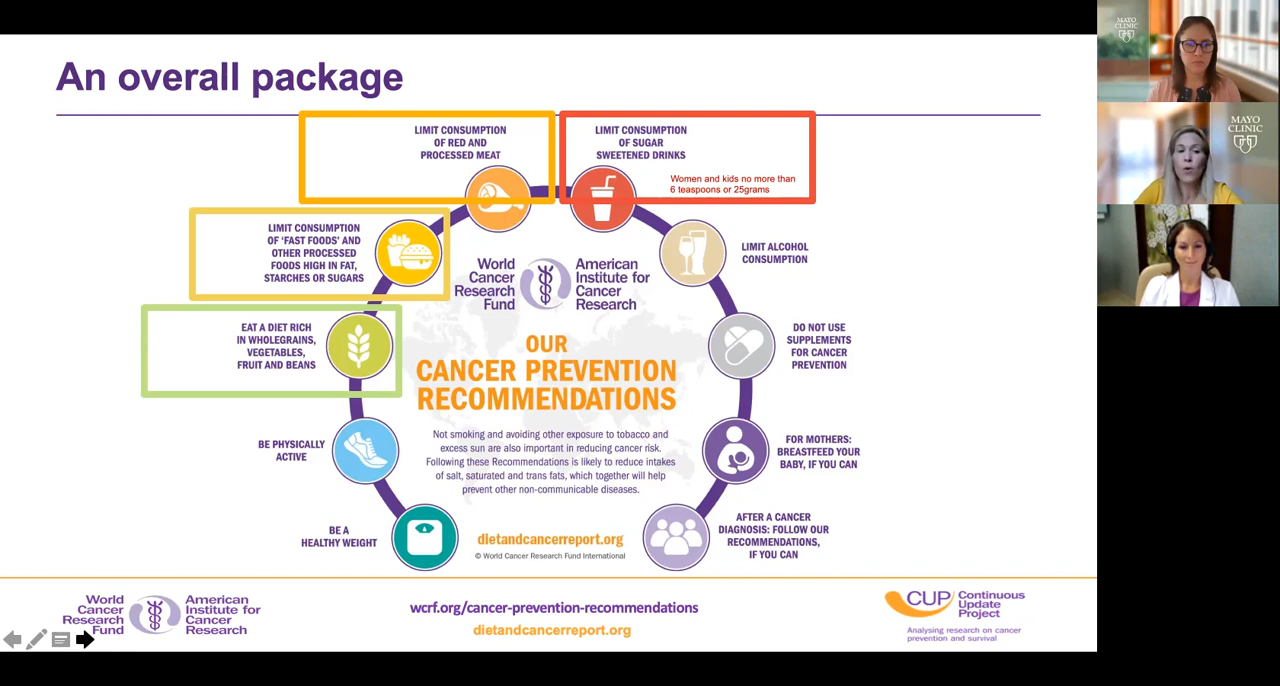 An overall package
LIMIT CONSUMPTION
OF RED AND
PROCESSED MEAT
LIMIT CONSUMPTION
OF SUGAR
SWEETENED DRINKS
Women and kids no more than
6 teaspoons or 25grams
LIMIT CONSUMPTION
OF 'FAST FOODS' AND
OTHER PROCESSED
FOODS HIGH IN FAT,
STARCHES OR SUGARS
LIMIT ALCOHOL
CONSUMPTION
World
Cancer
Research
Fund
American
Institute for
Cancer
Research
EAT A DIET RICH
IN WHOLEGRAINS,
VEGETABLES,
FRUIT AND BEANS
DO NOT USE
SUPPLEMENTS
FOR CANCER
PREVENTION
OUR
CANCER PREVENTION
RECOMMENDATIONS
Not smoking and avoiding other exposure to tobacco and
excess sun are also important in reducing cancer risk.
Following these Recommendations is likely to reduce intakes
of salt, saturated and trans fats, which together will help
prevent other non-communicable diseases.
BE PHYSICALLY
ACTIVE
FOR MOTHERS:
BREASTFEED YOUR
BABY, IF YOU CAN
BE A
HEALTHY WEIGHT
AFTER A CANCER
DIAGNOSIS: FOLLOW OUR
RECOMMENDATIONS,
IF YOU CAN
dietandcancerreport.org
© World Cancer Research Fund International
World
Cancer
Research
Fund
American
Institute for
Cancer
Research
wcrf.org/cancer-prevention-recommendations
dietandcancerreport.org
CUP
Continuous
Update
Project
Analysing research on cancer
prevention and survival
MAYO
CLINIC
MAYO
CLINIC